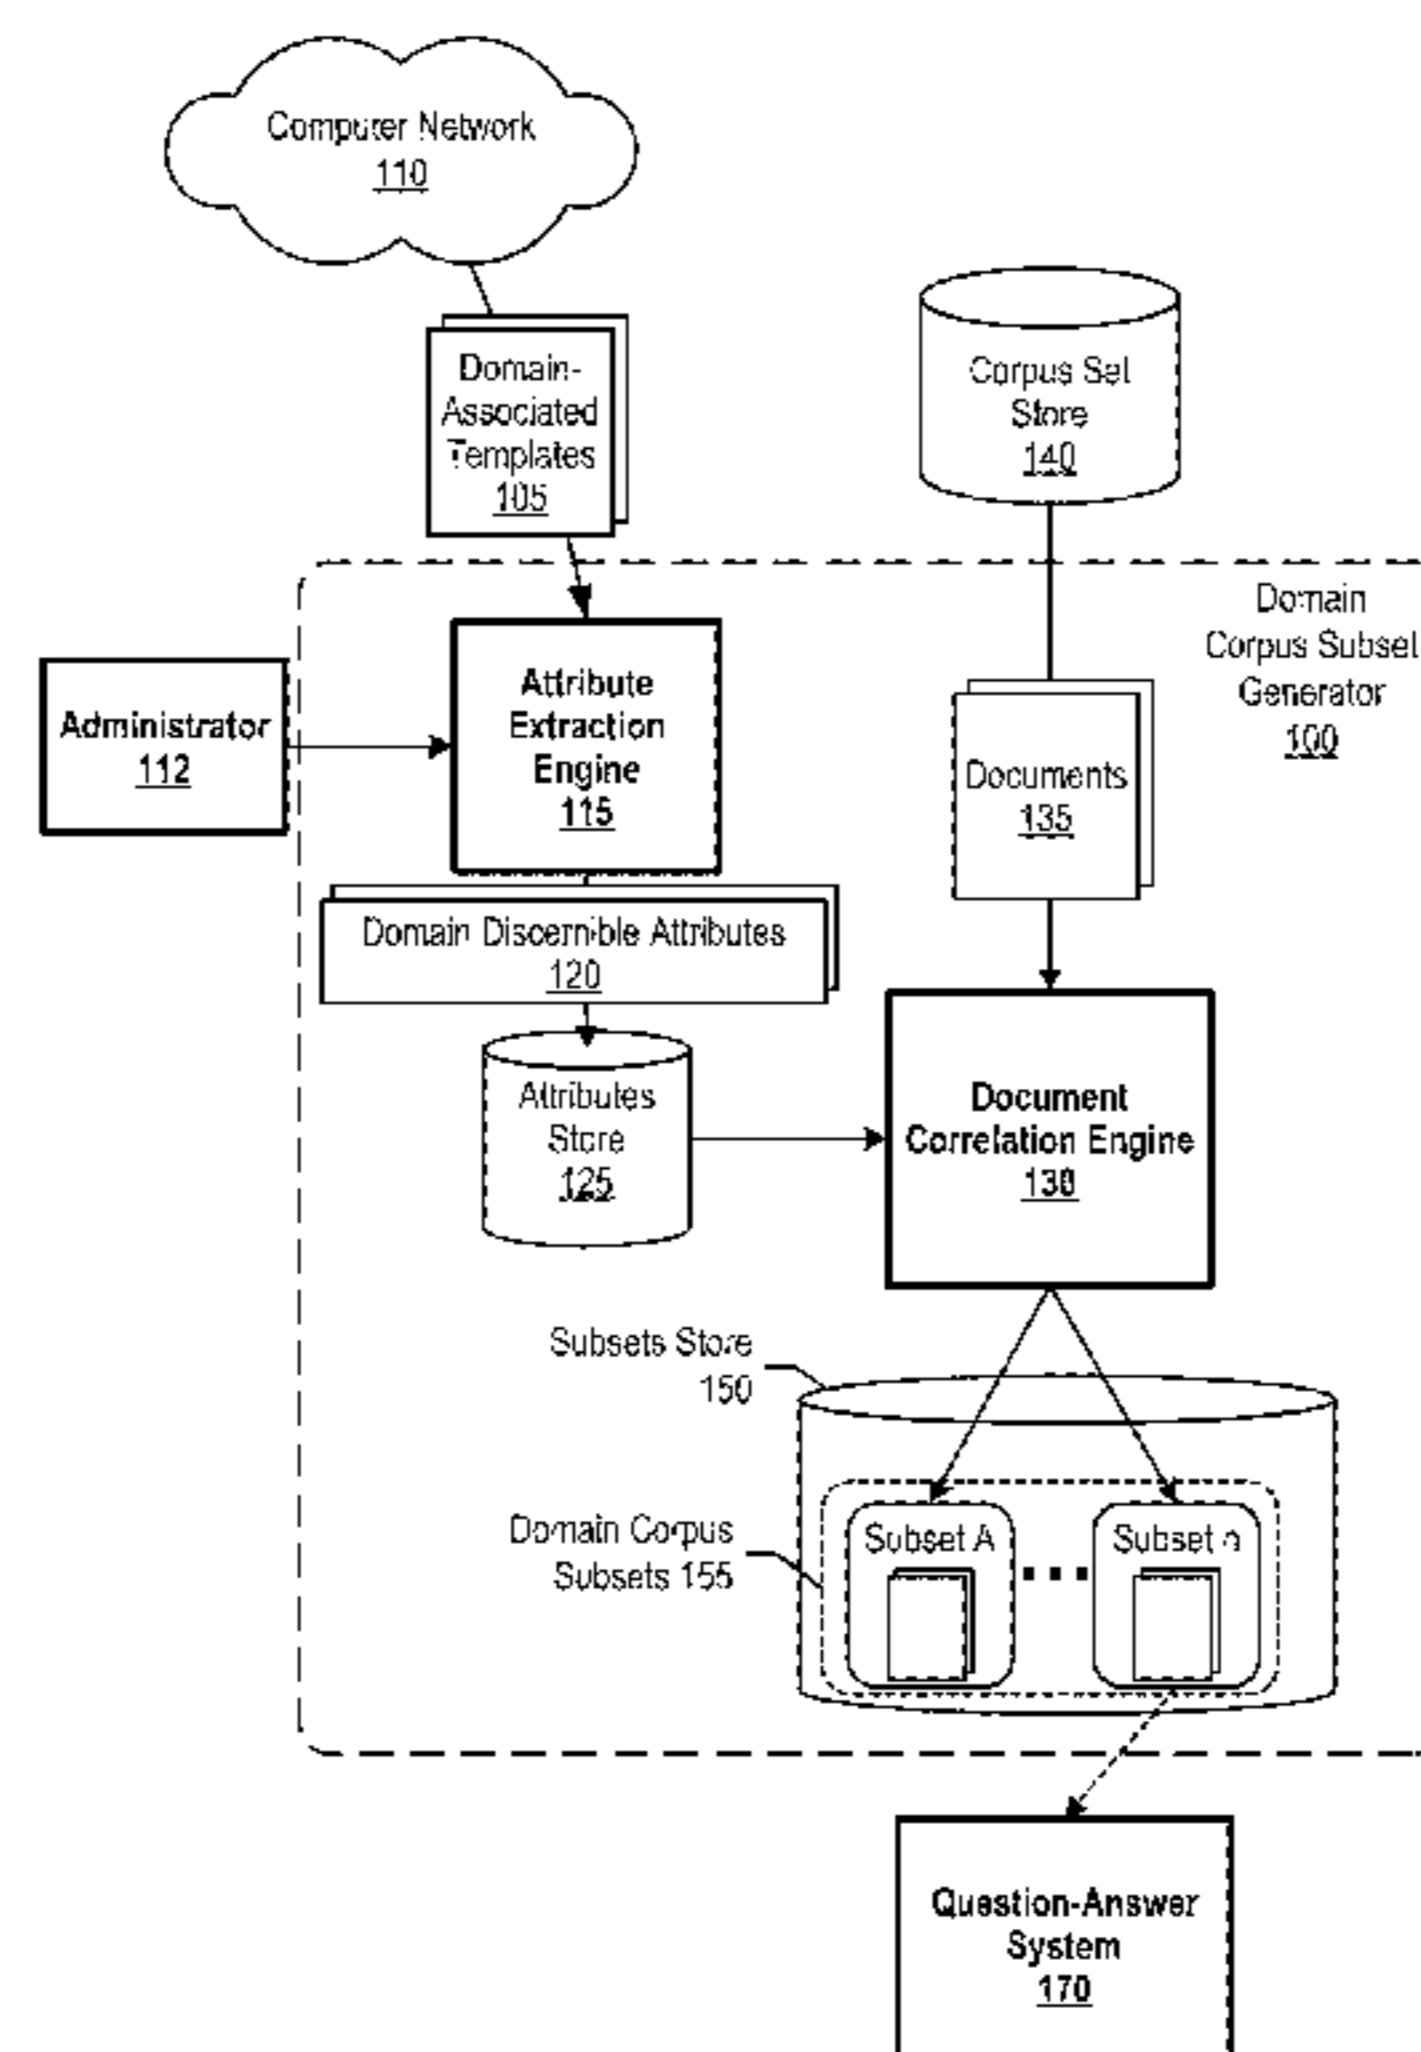 Computer Network
110
Domain-
Associated
Templates
105
Corpus Set
Store
140
Domain
Corpus Subset
Generator
100
Administrator
112
Attribute
Extraction
Engine
115
Documents
135
Domain Discernible Attributes
120
Attributes
Store
125
Document
Correlation Engine
130
Subsets Store
150
Domain Corpus
Subsets 155
Subset A
Subset n
Question-Answer
System
170